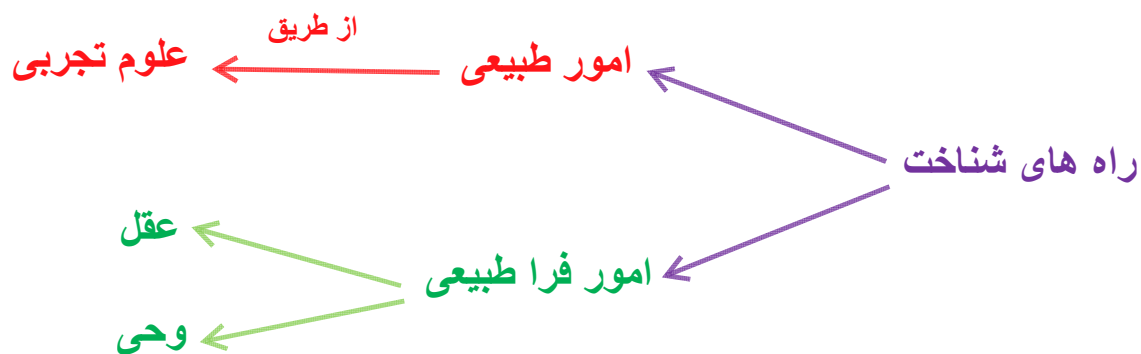 راه های شناخت
امور طبیعی
از طریق
علوم تجربی
امور فرا طبیعی
عقل
وحی